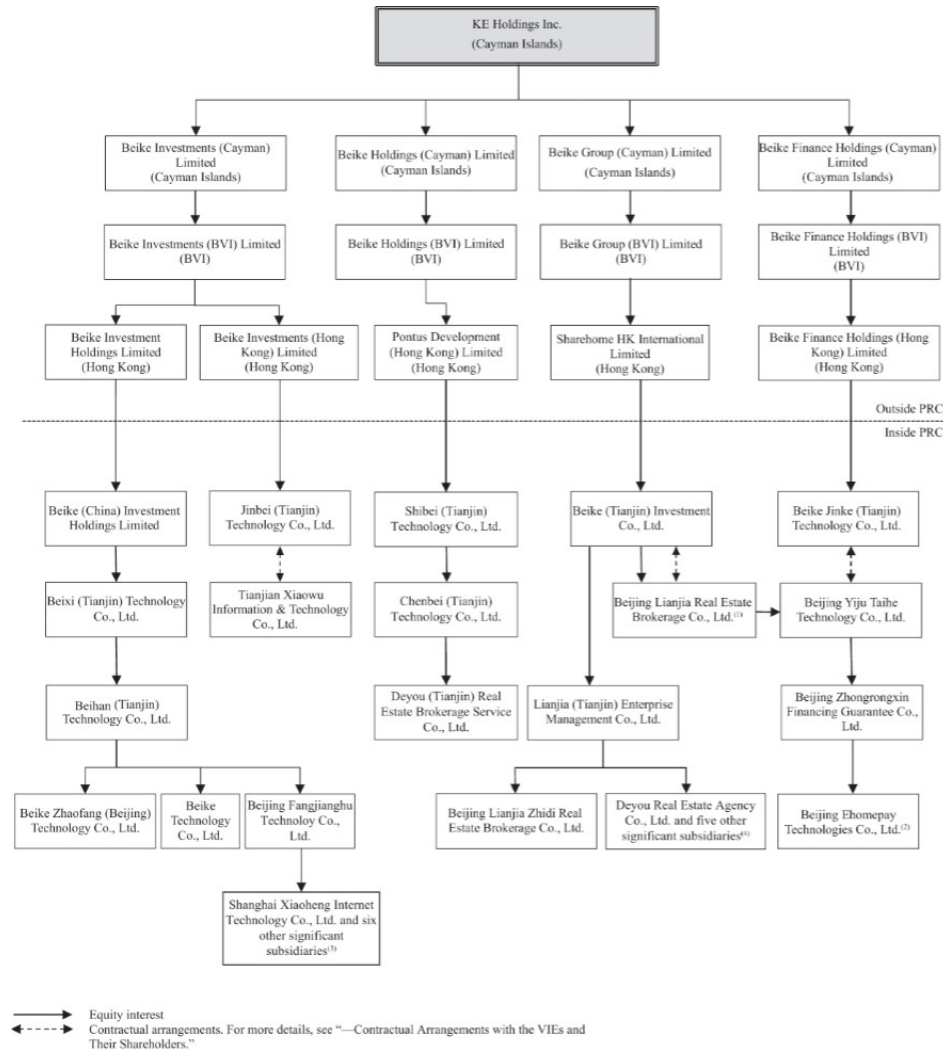 KE Holdings Inc.
(Cayman Islands)
Beike Investments (Cayman)
Limited
(Cayman Islands)
Beike Holdings (Cayman) Limited
(Cayman Islands)
Beike Group (Cayman) Limited
(Cayman Islands)
Beike Finance Holdings (Cayman)
Limited
(Cayman Islands)
Beike Investments (BVI) Limited
(BVI)
Beike Holdings (BVI) Limited
(BVI)
Beike Group (BVI) Limited
(BVI)
Beike Finance Holdings (BVI)
Limited
(BVI)
Beike Investment
Holdings Limited
(Hong Kong)
Beike Investments (Hong
Kong) Limited
(Hong Kong)
Pontus Development
(Hong Kong) Limited
(Hong Kong)
Sharehome HK International
Limited
(Hong Kong)
Beike Finance Holdings (Hong
Kong) Limited
(Hong Kong)
Outside PRC
Inside PRC
Beike (China) Investment
Holdings Limited
Jinbei (Tianjin)
Technology Co., Ltd.
Shibei (Tianjin)
Technology Co., Ltd.
Beike (Tianjin) Investment
Co., Ltd.
Beike Jinke (Tianjin)
Technology Co., Ltd.
Beixi (Tianjin) Technology
Co., Ltd.
Tianjian Xiaowu
Information & Technology
Co., Ltd.
Chenbei (Tianjin)
Technology Co., Ltd.
Beijing Lianjia Real Estate
Brokerage Co., Ltd.(1)
Beijing Yiju Taihe
Technology Co., Ltd.
Beihan (Tianjin)
Technology Co., Ltd.
Deyou (Tianjin) Real
Estate Brokerage Service
Co., Ltd.
Lianjia (Tianjin) Enterprise
Management Co., Ltd.
Beijing Zhongrongxin
Financing Guarantee Co.,
Ltd.
Beike Zhaofang (Beijing)
Technology Co., Ltd.
Beike
Technology
Co., Ltd.
Beijing Fangjianghu
Technoloy Co.,
Ltd.
Beijing Lianjia Zhidi Real
Estate Brokerage Co., Ltd.
Deyou Real Estate Agency
Co., Ltd. and five other
significant subsidiaries(4)
Beijing Ehomepay
Technologies Co., Ltd.(2)
Shanghai Xiaoheng Internet
Technology Co., Ltd. and six
other significant
subsidiaries(3)
Equity interest
Contractual arrangements. For more details, see “—Contractual Arrangements with the VIEs and
Their Shareholders.”